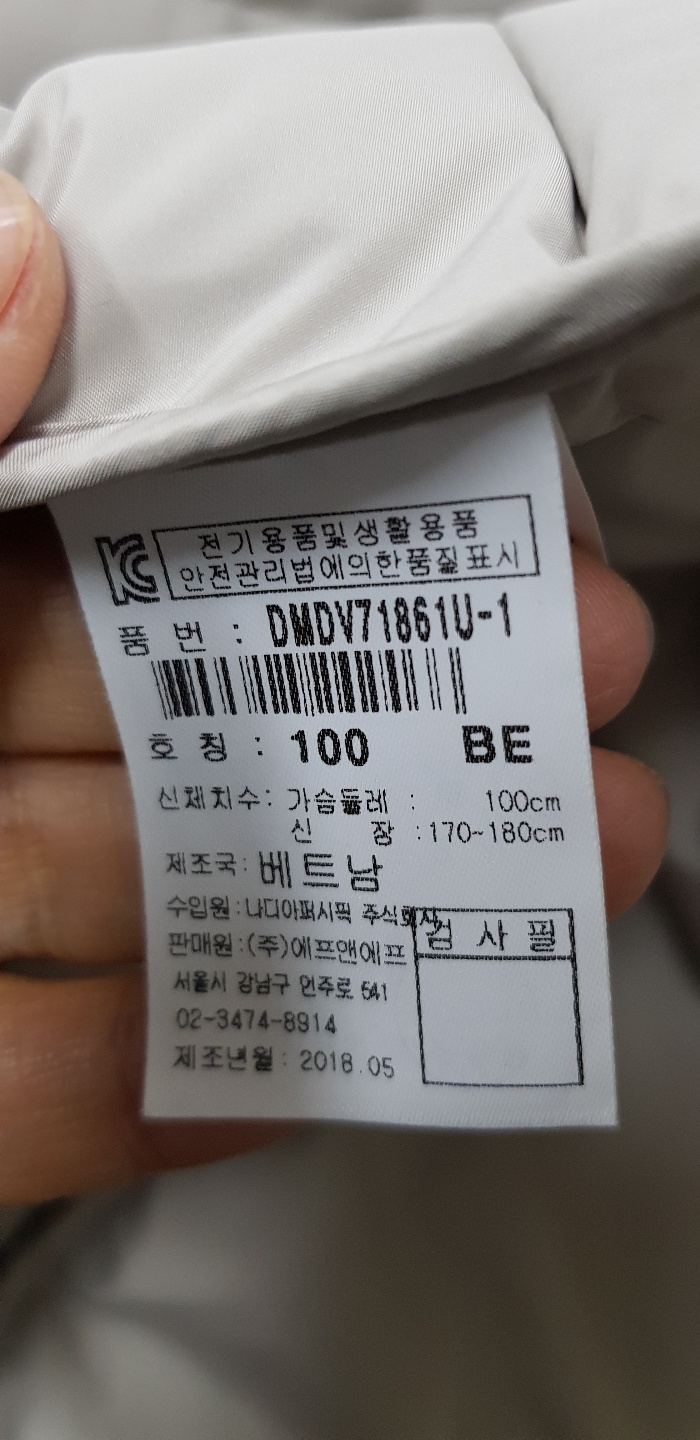 KC
전기용품및생활용품
안전관리법에의한품질표시
품 번 : DMDV71861U-1
호 칭 : 100 BE
신체치수: 가슴둘레 : 100cm
신 장 :170~180cm
제조국: 베트남
수입원:나디아퍼시픽 주식회사
판매원:(주)에프앤에프
서울시 강남구 언주로 541
02-3474-8914
제조년월: 2018.05
검 사 필